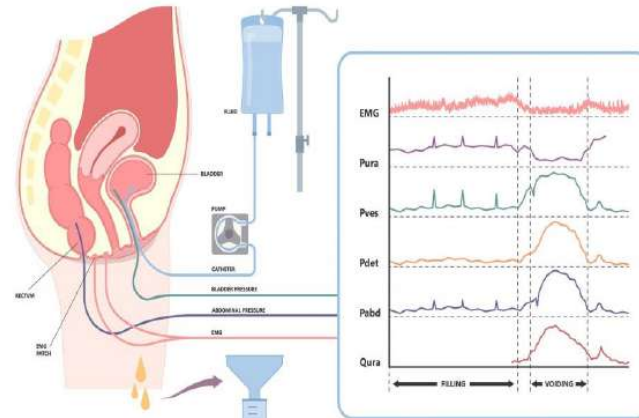 FLUID
BLADDER
PUMP
CATHETER
BLADDER PRESSURE
ABDOMINAL PRESSURE
EMG
RECTUM
EMG
PATCH
EMG
Pura
Pves
Pdet
Pabd
Qura
FILLING
VOIDING